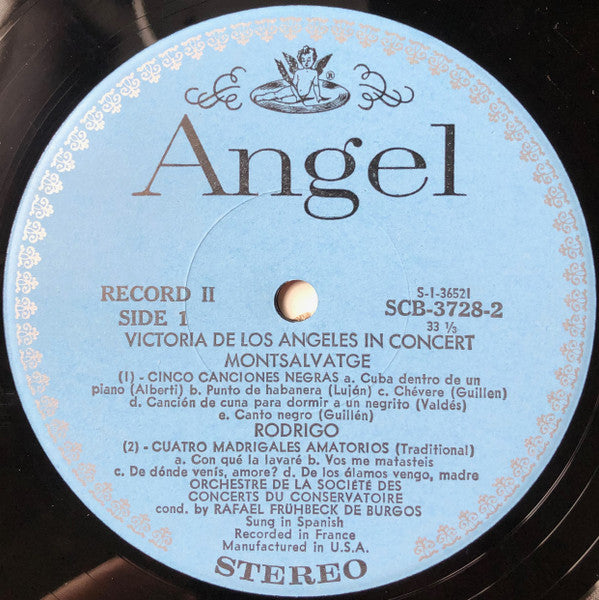 ®
Angel
RECORD II
SIDE 1
S-1-36521
SCB-3728-2
33 ⅓
VICTORIA DE LOS ANGELES IN CONCERT
MONTSALVATGE
(1) - CINCO CANCIONES NEGRAS a. Cuba dentro de un
piano (Alberti) b. Punto de habanera (Luján) c. Chévere (Guillen)
d. Canción de cuna para dormir a un negrito (Valdés)
e. Canto negro (Guillén)
RODRIGO
(2) - CUATRO MADRIGALES AMATORIOS (Traditional)
a. Con qué la lavaré b. Vos me matasteis
c. De dónde venís, amore? d. De los álamos vengo, madre
ORCHESTRE DE LA SOCIÉTÉ DES
CONCERTS DU CONSERVATOIRE
cond. by RAFAEL FRÜHBECK DE BURGOS
Sung in Spanish
Recorded in France
Manufactured in U.S.A.
STEREO